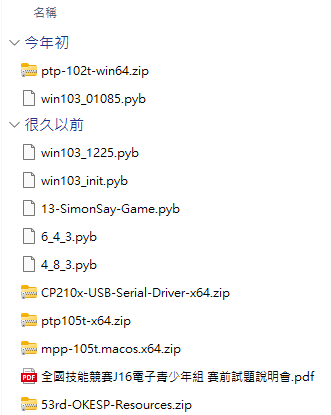 名稱
今年初
ptp-102t-win64.zip
win103_01085.pyb
很久以前
win103_1225.pyb
win103_init.pyb
13-SimonSay-Game.pyb
6_4_3.pyb
4_8_3.pyb
CP210x-USB-Serial-Driver-x64.zip
ptp105t-x64.zip
mpp-105t.macos.x64.zip
PDF 全國技能競賽J16電子青少年組 賽前試題說明會.pdf
53rd-OKESP-Resources.zip